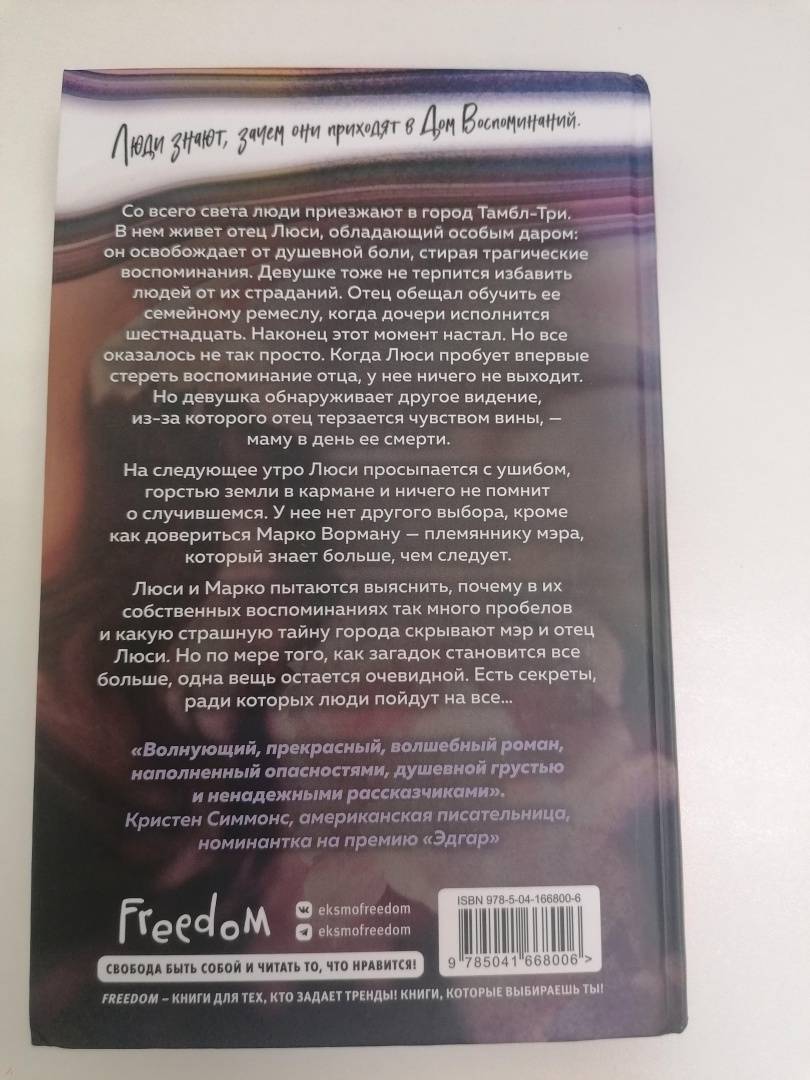 Люди знают, зачем они приходят в Дом Воспоминаний.
Со всего света люди приезжают в город Тамбл-Три.
В нем живет отец Люси, обладающий особым даром:
он освобождает от душевной боли, стирая трагические
воспоминания. Девушке тоже не терпится избавить
людей от их страданий. Отец обещал обучить ее
семейному ремеслу, когда дочери исполнится
шестнадцать. Наконец этот момент настал. Но все
оказалось не так просто. Когда Люси пробует впервые
стереть воспоминание отца, у нее ничего не выходит.
Но девушка обнаруживает другое видение,
из-за которого отец терзается чувством вины, —
маму в день ее смерти.
На следующее утро Люси просыпается с ушибом,
горстью земли в кармане и ничего не помнит
о случившемся. У нее нет другого выбора, кроме
как довериться Марко Ворману — племяннику мэра,
который знает больше, чем следует.
Люси и Марко пытаются выяснить, почему в их
собственных воспоминаниях так много пробелов
и какую страшную тайну города скрывают мэр и отец
Люси. Но по мере того, как загадок становится все
больше, одна вещь остается очевидной. Есть секреты,
ради которых люди пойдут на все...
«Волнующий, прекрасный, волшебный роман,
наполненный опасностями, душевной грустью
и ненадежными рассказчиками».
Кристен Симмонс, американская писательница,
номинантка на премию «Эдгар»
Freedom
eksmofreedom
eksmofreedom
СВОБОДА БЫТЬ СОБОЙ И ЧИТАТЬ ТО, ЧТО НРАВИТСЯ!
ISBN 978-5-04-166800-6
9 785041 668006 >
FREEDOM – КНИГИ ДЛЯ ТЕХ, КТО ЗАДАЕТ ТРЕНДЫ! КНИГИ, КОТОРЫЕ ВЫБИРАЕШЬ ТЫ!